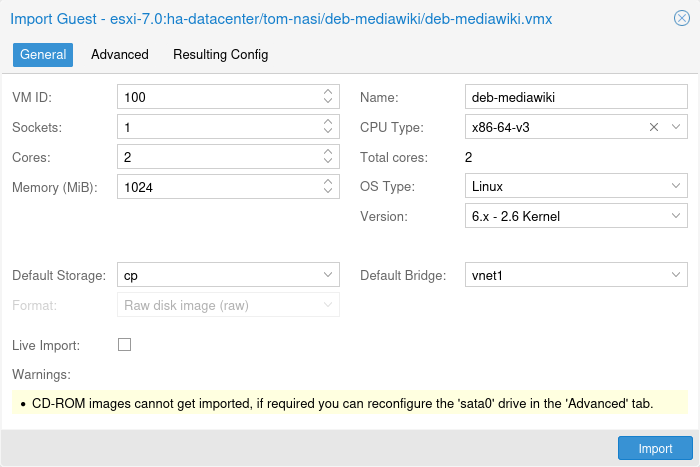 Import Guest - esxi-7.0:ha-datacenter/tom-nasi/deb-mediawiki/deb-mediawiki.vmx
General Advanced Resulting Config
VM ID: 100 Name: deb-mediawiki
Sockets: 1 CPU Type: x86-64-v3
Cores: 2 Total cores: 2
Memory (MiB): 1024 OS Type: Linux
Version: 6.x - 2.6 Kernel
Default Storage: cp Default Bridge: vnet1
Format: Raw disk image (raw)
Live Import:
Warnings:
• CD-ROM images cannot get imported, if required you can reconfigure the 'sata0' drive in the 'Advanced' tab.
Import